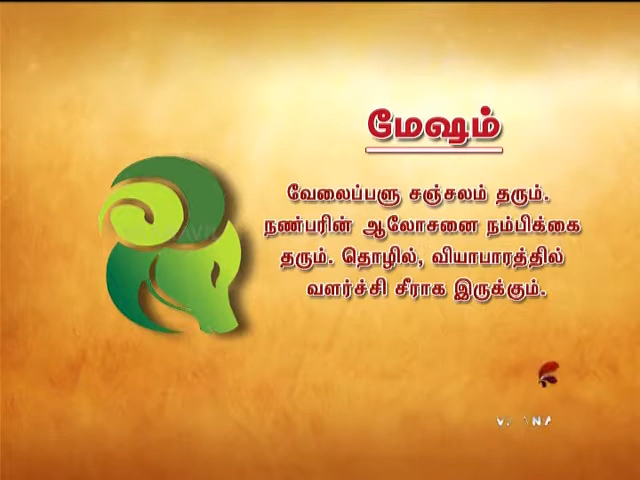 மேஷம்
வேலைப்பளு சஞ்சலம் தரும்.
நண்பரின் ஆலோசனை நம்பிக்கை
தரும். தொழில், வியாபாரத்தில்
வளர்ச்சி சீராக இருக்கும்.